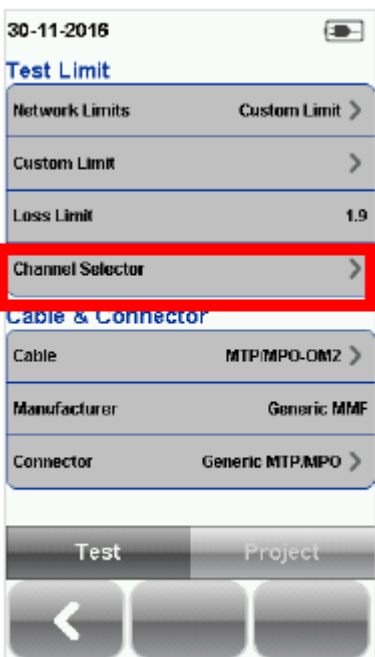 30-11-2016
Test Limit
Network Limits Custom Limit
Custom Limit
Loss Limit 1.9
Channel Selector
Cable & Connector
Cable MTP/MPO-OM2
Manufacturer Generic MMF
Connector Generic MTP/MPO
Test Project